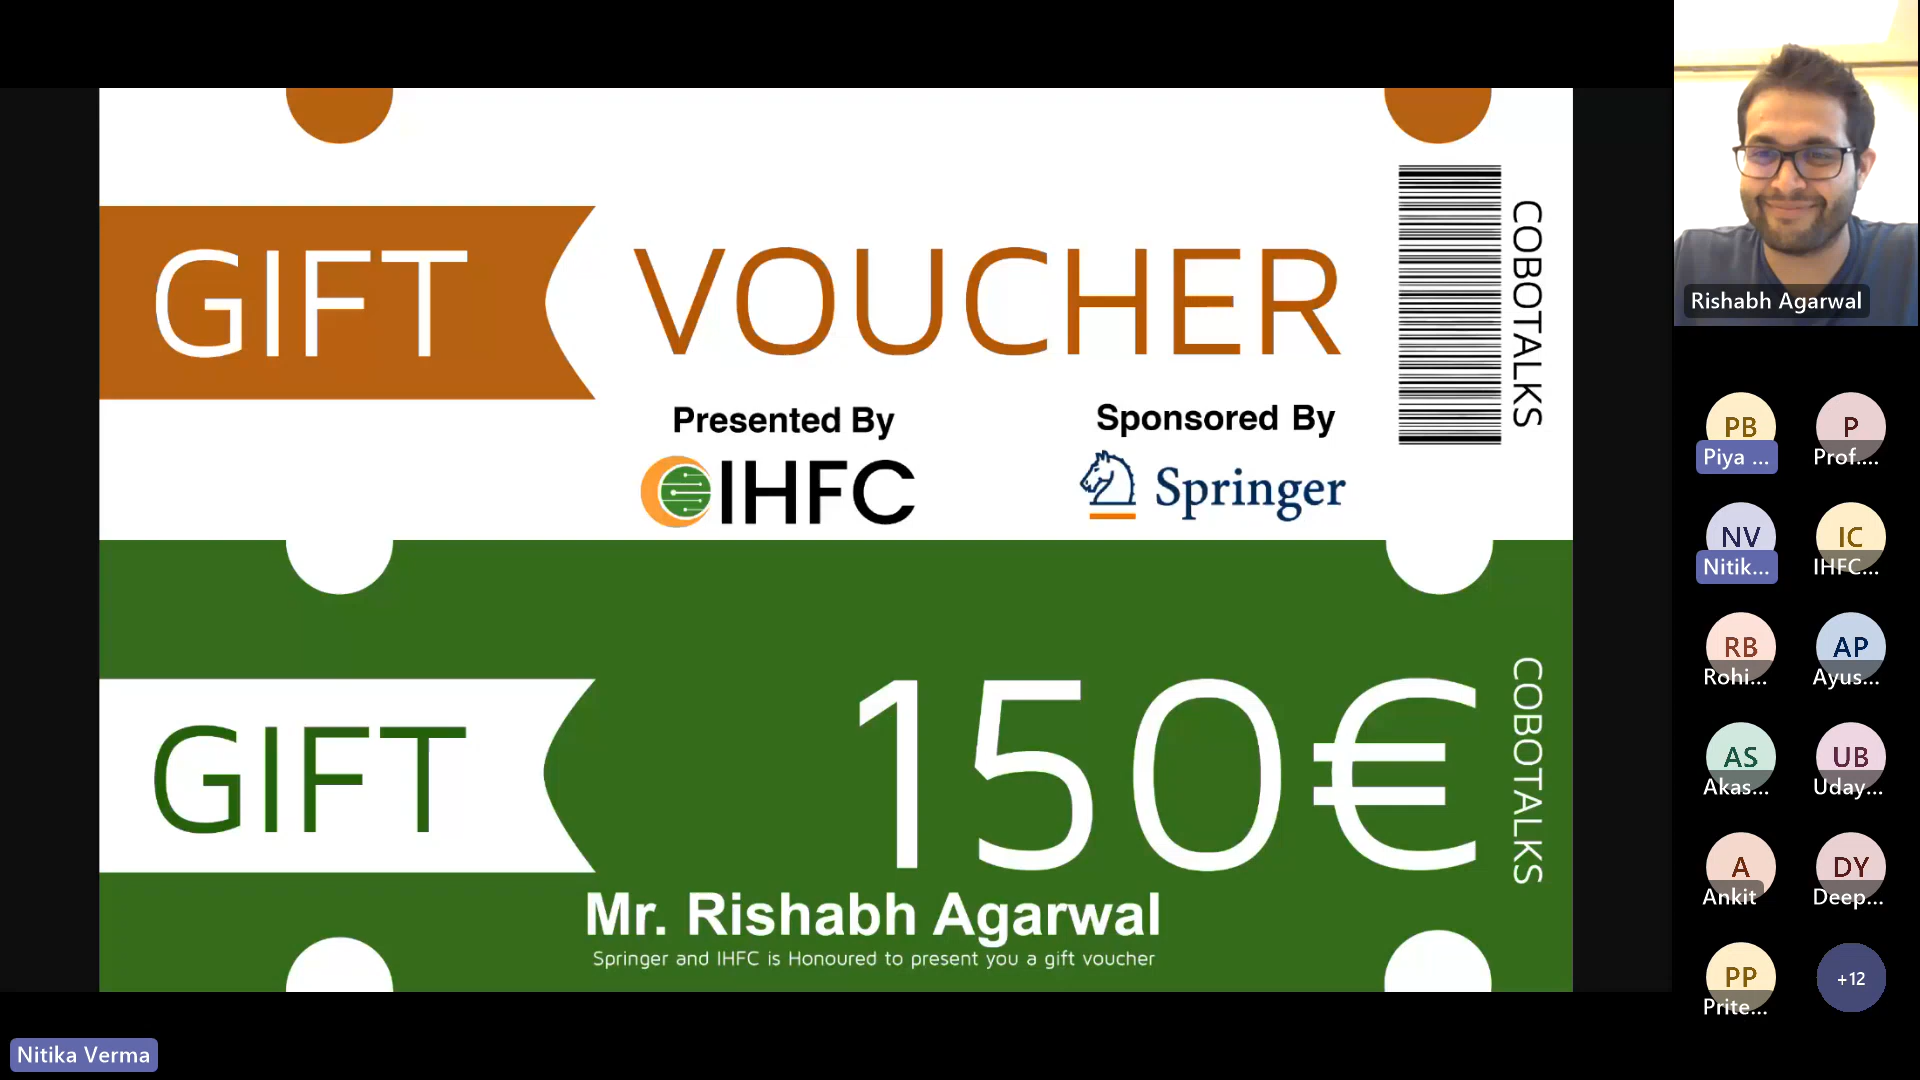 GIFT VOUCHER
COBOTALKS
Presented By
Sponsored By
IHFC
Springer
GIFT
150€
COBOTALKS
Mr. Rishabh Agarwal
Springer and IHFC is Honoured to present you a gift voucher
Nitika Verma
Rishabh Agarwal
PB
P
Piya ...
Prof....
NV
IC
Nitik...
IHFC...
RB
AP
Rohi...
Ayus...
AS
UB
Akas...
Uday...
A
DY
Ankit
Deep...
PP
+12
Prite...